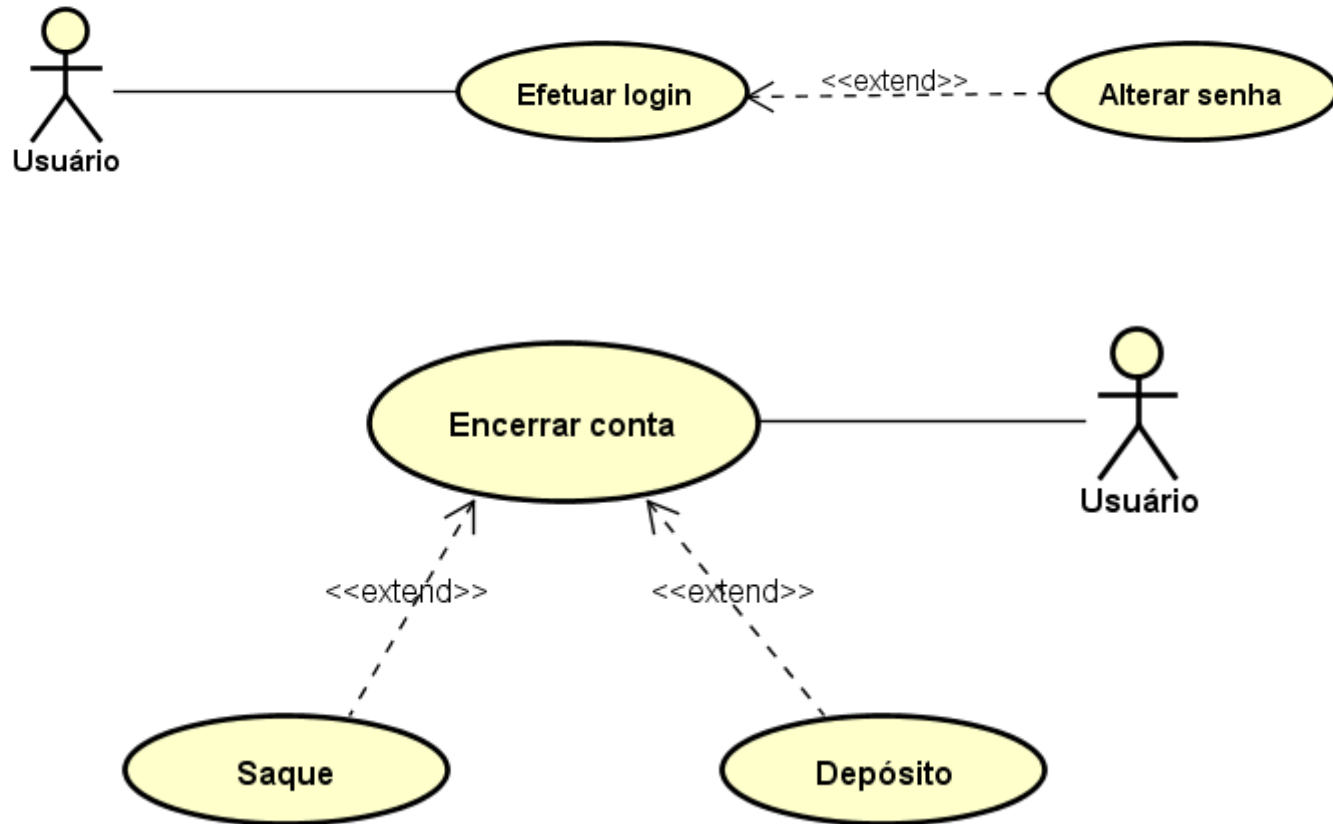 <<extend>>
Efetuar login
Alterar senha
Usuário
Encerrar conta
Usuário
<<extend>>
<<extend>>
Saque
Depósito